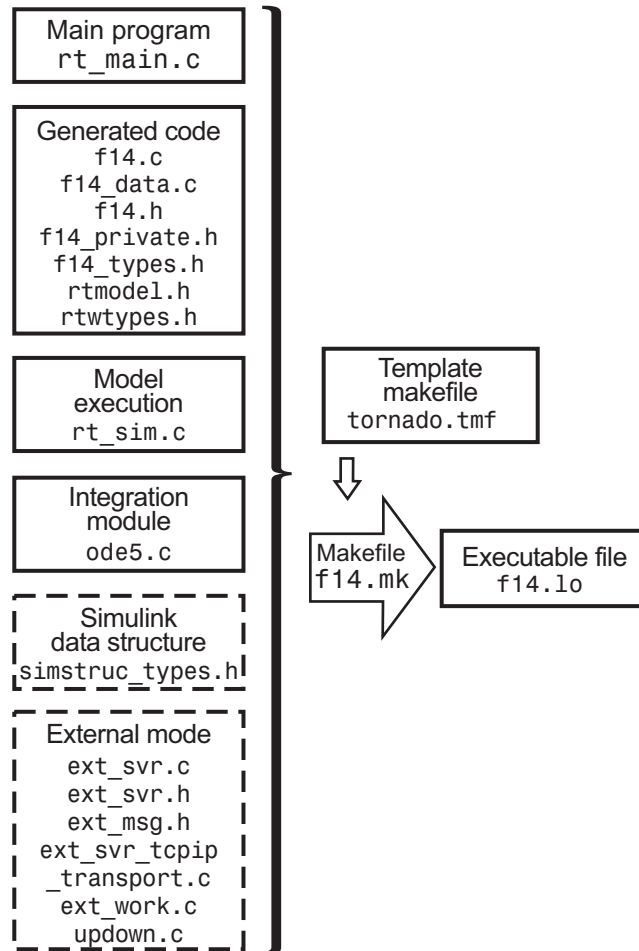 Main program
rt_main.c
Generated code
f14.c
f14_data.c
f14.h
f14_private.h
f14_types.h
rtmodel.h
rtwtypes.h
Model
execution
rt_sim.c
Integration
module
ode5.c
Simulink
data structure
simstruc_types.h
External mode
ext_svr.c
ext_svr.h
ext_msg.h
ext_svr_tcpip
_transport.c
ext_work.c
updown.c
Template
makefile
tornado.tmf
Makefile
f14.mk
Executable file
f14.lo